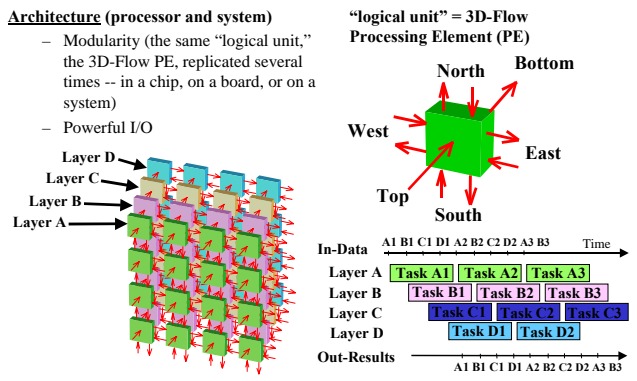 Architecture (processor and system)
– Modularity (the same “logical unit,”
the 3D-Flow PE, replicated several
times -- in a chip, on a board, or on a
system)
– Powerful I/O
Layer D
Layer C
Layer B
Layer A
“logical unit” = 3D-Flow
Processing Element (PE)
North
Bottom
West
East
Top
South
A1 B1 C1 D1 A2 B2 C2 D2 A3 B3
In-Data
Time
Layer A Task A1 Task A2 Task A3
Layer B Task B1 Task B2 Task B3
Layer C Task C1 Task C2 Task C3
Layer D Task D1 Task D2
Out-Results
A1 B1 C1 D1 A2 B2 C2 D2 A3 B3